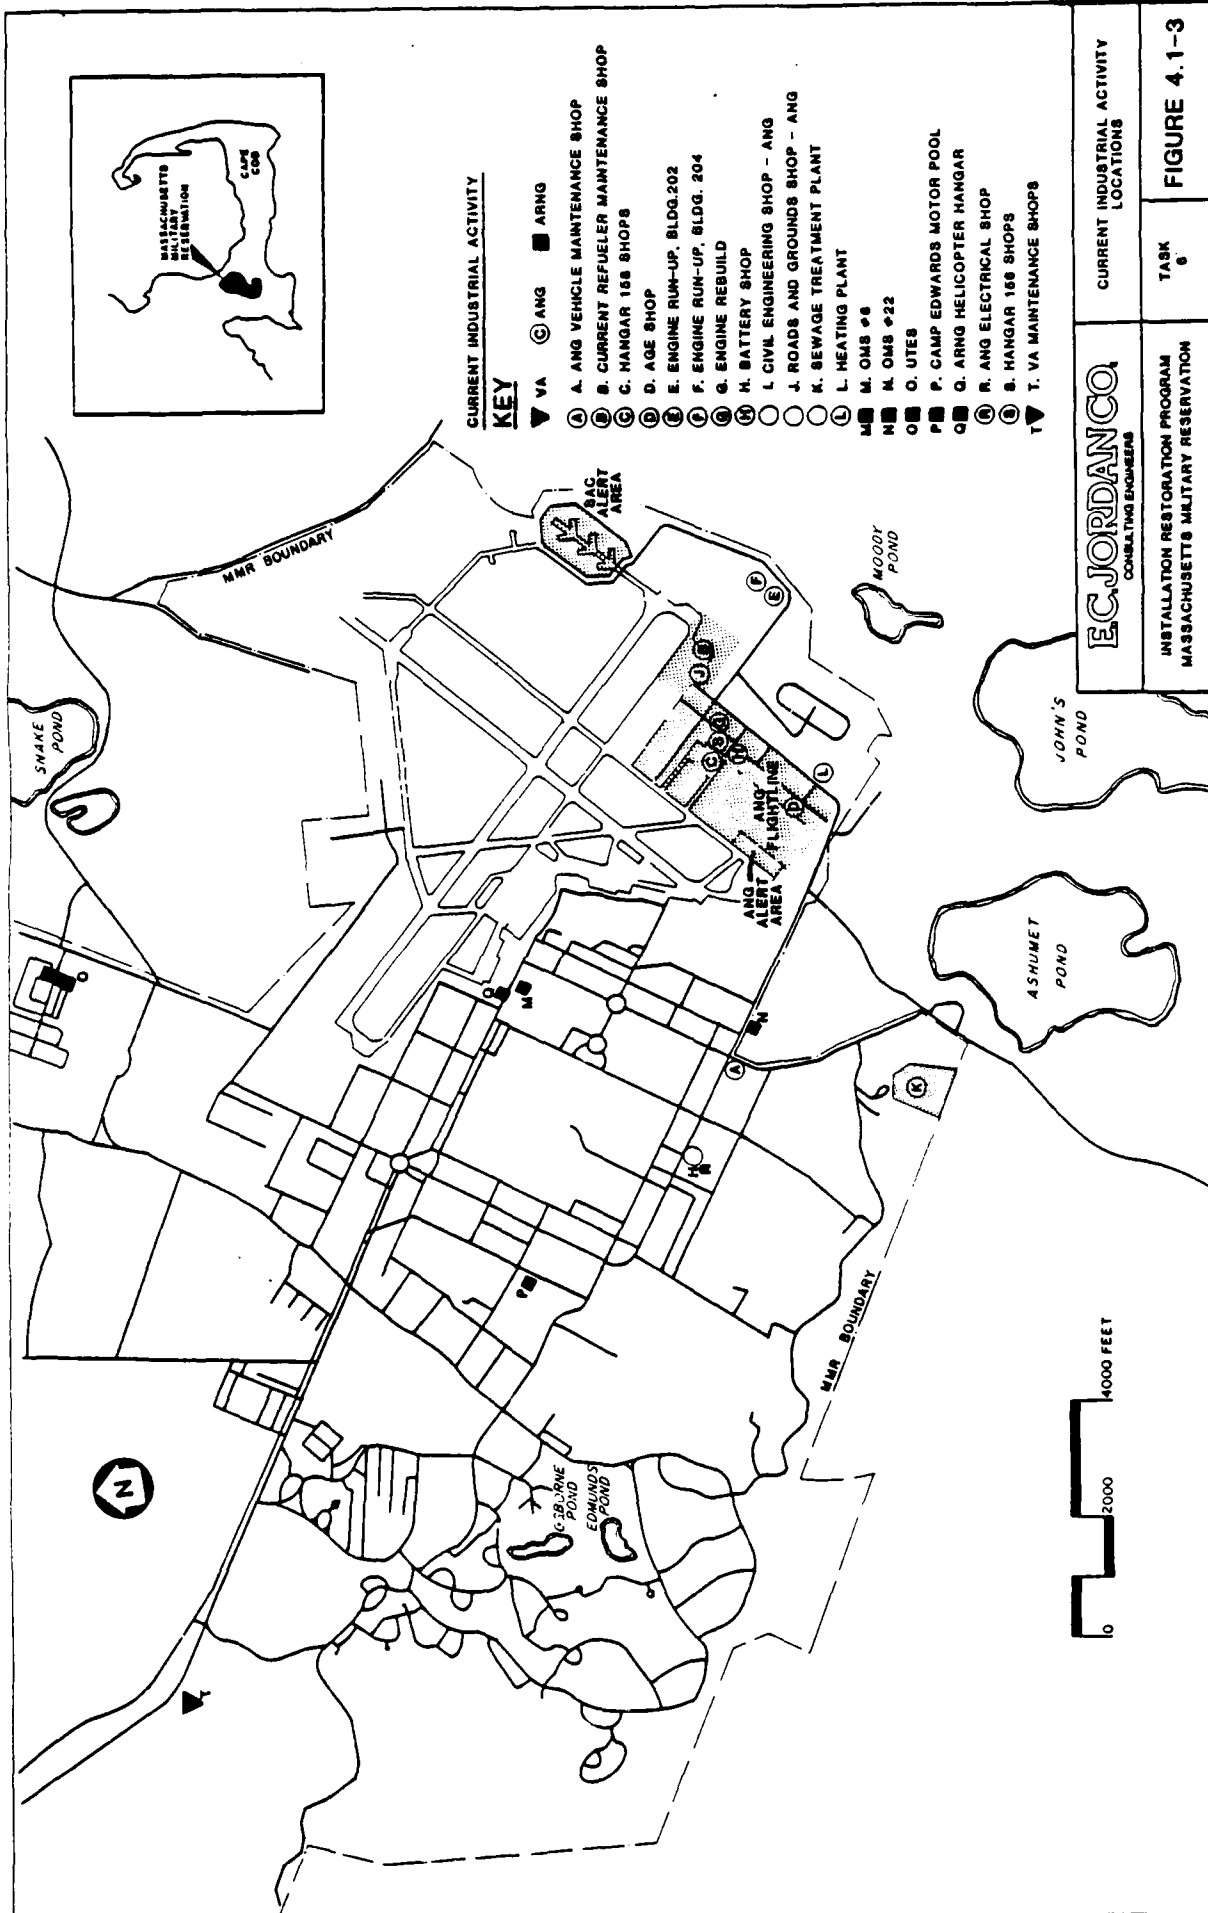 MASSACHUSETTS
MILITARY
RESERVATION
CAPE
COD
CURRENT INDUSTRIAL ACTIVITY
KEY
VA
C ANG
ARNG
A A. ANG VEHICLE MAINTENANCE SHOP
B B. CURRENT REFUELER MAINTENANCE SHOP
C C. HANGAR 158 SHOPS
D D. AGE SHOP
E E. ENGINE RUN-UP, BLDG.202
F F. ENGINE RUN-UP, BLDG. 204
G G. ENGINE REBUILD
H H. BATTERY SHOP
I. CIVIL ENGINEERING SHOP - ANG
J. ROADS AND GROUNDS SHOP - ANG
K. SEWAGE TREATMENT PLANT
L L. HEATING PLANT
M M. OMS #6
N N. OMS #22
O O. UTES
P P. CAMP EDWARDS MOTOR POOL
Q Q. ARNG HELICOPTER HANGAR
R R. ANG ELECTRICAL SHOP
S S. HANGAR 156 SHOPS
T T. VA MAINTENANCE SHOPS
SNAKE
POND
MMR BOUNDARY
SAC
ALERT
AREA
MOODY
POND
F
E
J
B
C
S
H
D
L
ANG
FLIGHTLINE
ANG
ALERT
AREA
JOHN'S
POND
ASHUMET
POND
O
Q
M
N
A
K
H
P
T
MMR BOUNDARY
OSBORNE
POND
EDMUNDS
POND
N
0
2000
4000 FEET
E.C. JORDAN CO.
CONSULTING ENGINEERS
INSTALLATION RESTORATION PROGRAM
MASSACHUSETTS MILITARY RESERVATION
CURRENT INDUSTRIAL ACTIVITY
LOCATIONS
TASK
6
FIGURE 4.1-3